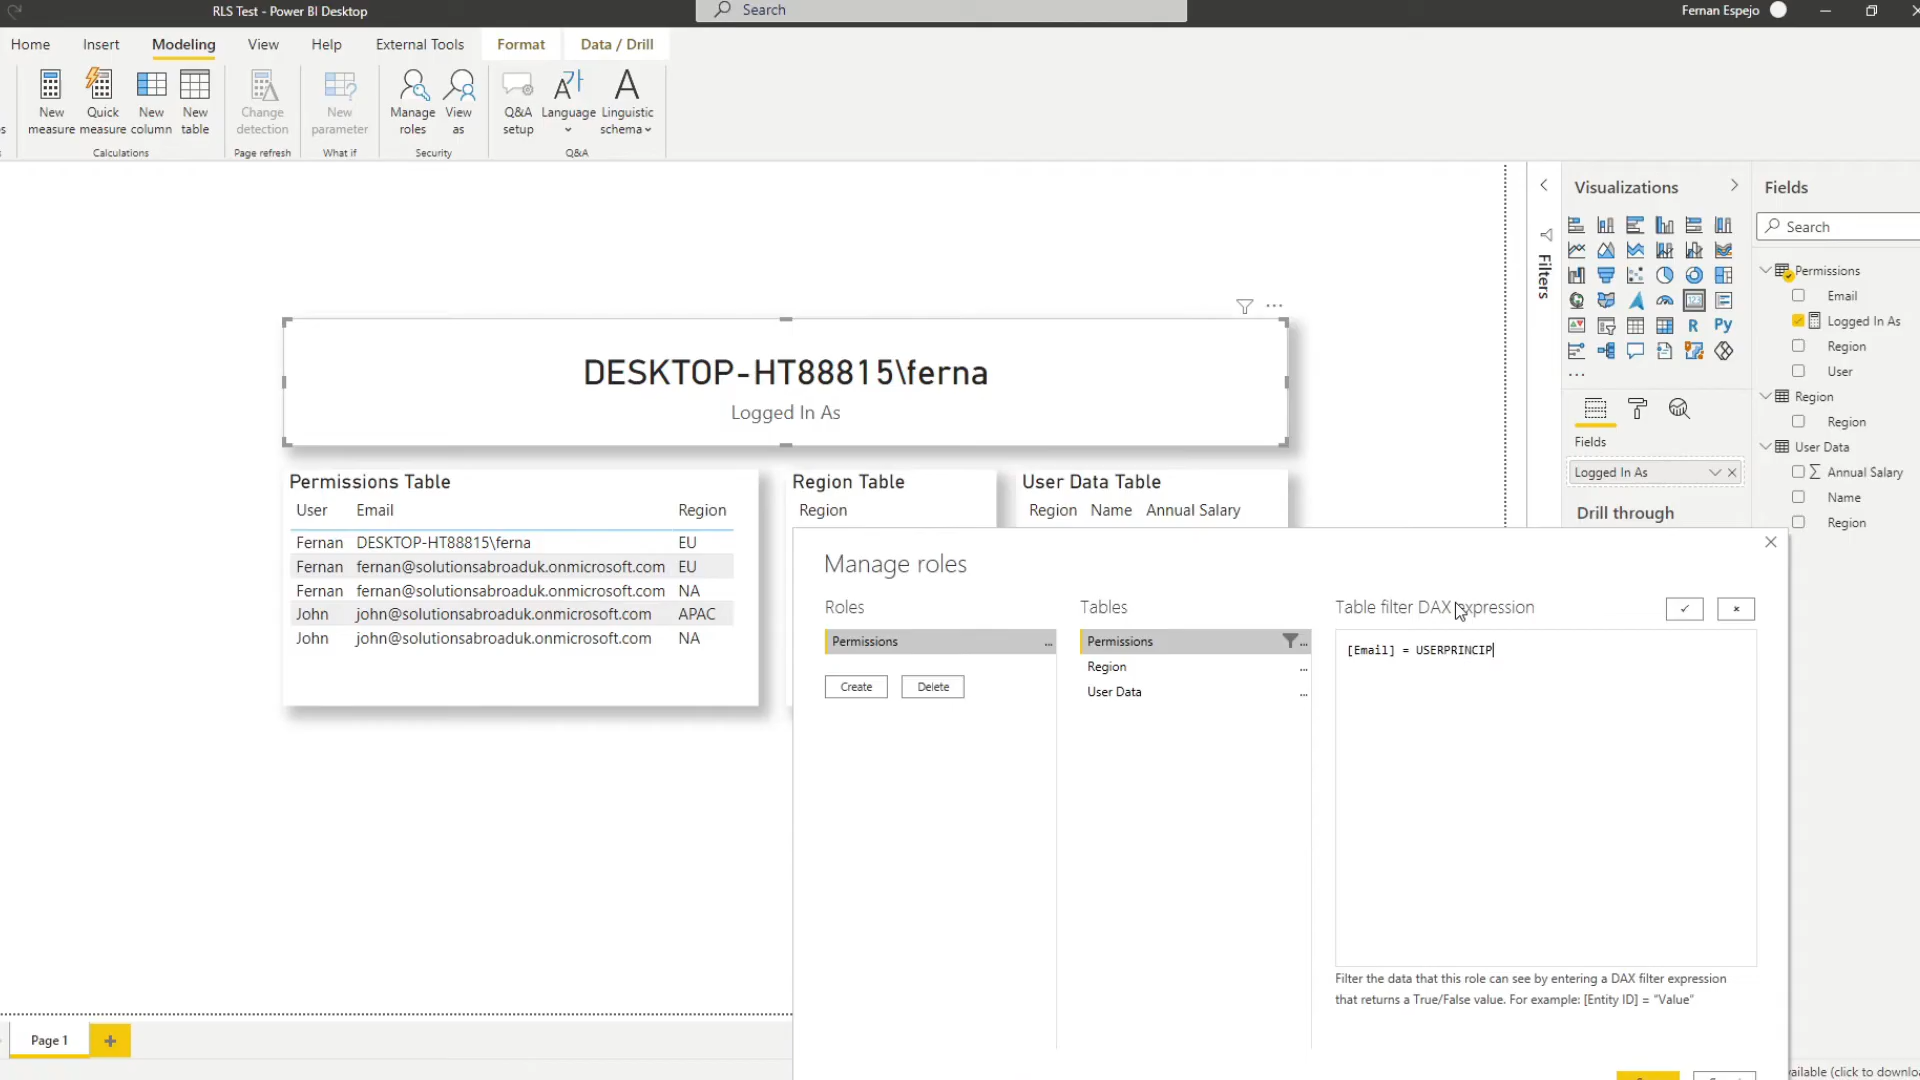 RLS Test - Power BI Desktop
Search
Fernan Espejo
Home
Insert
Modeling
View
Help
External Tools
Format
Data / Drill
New measure
Quick measure
New column
New table
Calculations
Change detection
Page refresh
New parameter
What if
Manage roles
View as
Security
Q&A setup
Language
Linguistic schema
Q&A
DESKTOP-HT88815\ferna
Logged In As
Permissions Table
User Email Region
Fernan DESKTOP-HT88815\ferna EU
Fernan fernan@solutionsabroaduk.onmicrosoft.com EU
Fernan fernan@solutionsabroaduk.onmicrosoft.com NA
John john@solutionsabroaduk.onmicrosoft.com APAC
John john@solutionsabroaduk.onmicrosoft.com NA
Region Table
Region
User Data Table
Region Name Annual Salary
Manage roles
Roles
Permissions
...
Create
Delete
Tables
Permissions
...
Region
...
User Data
...
Table filter DAX expression
[Email] = USERPRINCIP
Filter the data that this role can see by entering a DAX filter expression
that returns a True/False value. For example: [Entity ID] = "Value"
Filters
Visualizations
R
Py
...
Fields
Logged In As
Drill through
Fields
Search
Permissions
Email
Logged In As
Region
User
Region
Region
User Data
Annual Salary
Name
Region
Page 1
ailable (click to downlo